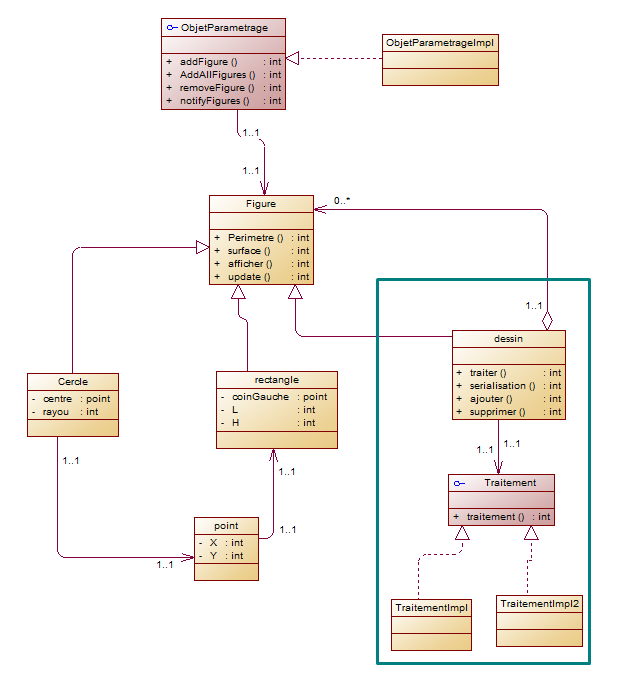 ObjetParametrage
+ addFigure () : int
+ AddAllFigures () : int
+ removeFigure () : int
+ notifyFigures () : int
ObjetParametrageImpl
1..1
1..1
Figure
+ Perimetre () : int
+ surface () : int
+ afficher () : int
+ update () : int
0..*
1..1
dessin
+ traiter () : int
+ serialisation () : int
+ ajouter () : int
+ supprimer () : int
Cercle
- centre : point
- rayou : int
rectangle
- coinGauche : point
- L : int
- H : int
1..1
1..1
1..1
1..1
Traitement
+ traitement () : int
point
- X : int
- Y : int
1..1
1..1
TraitementImpl
TraitementImpl2